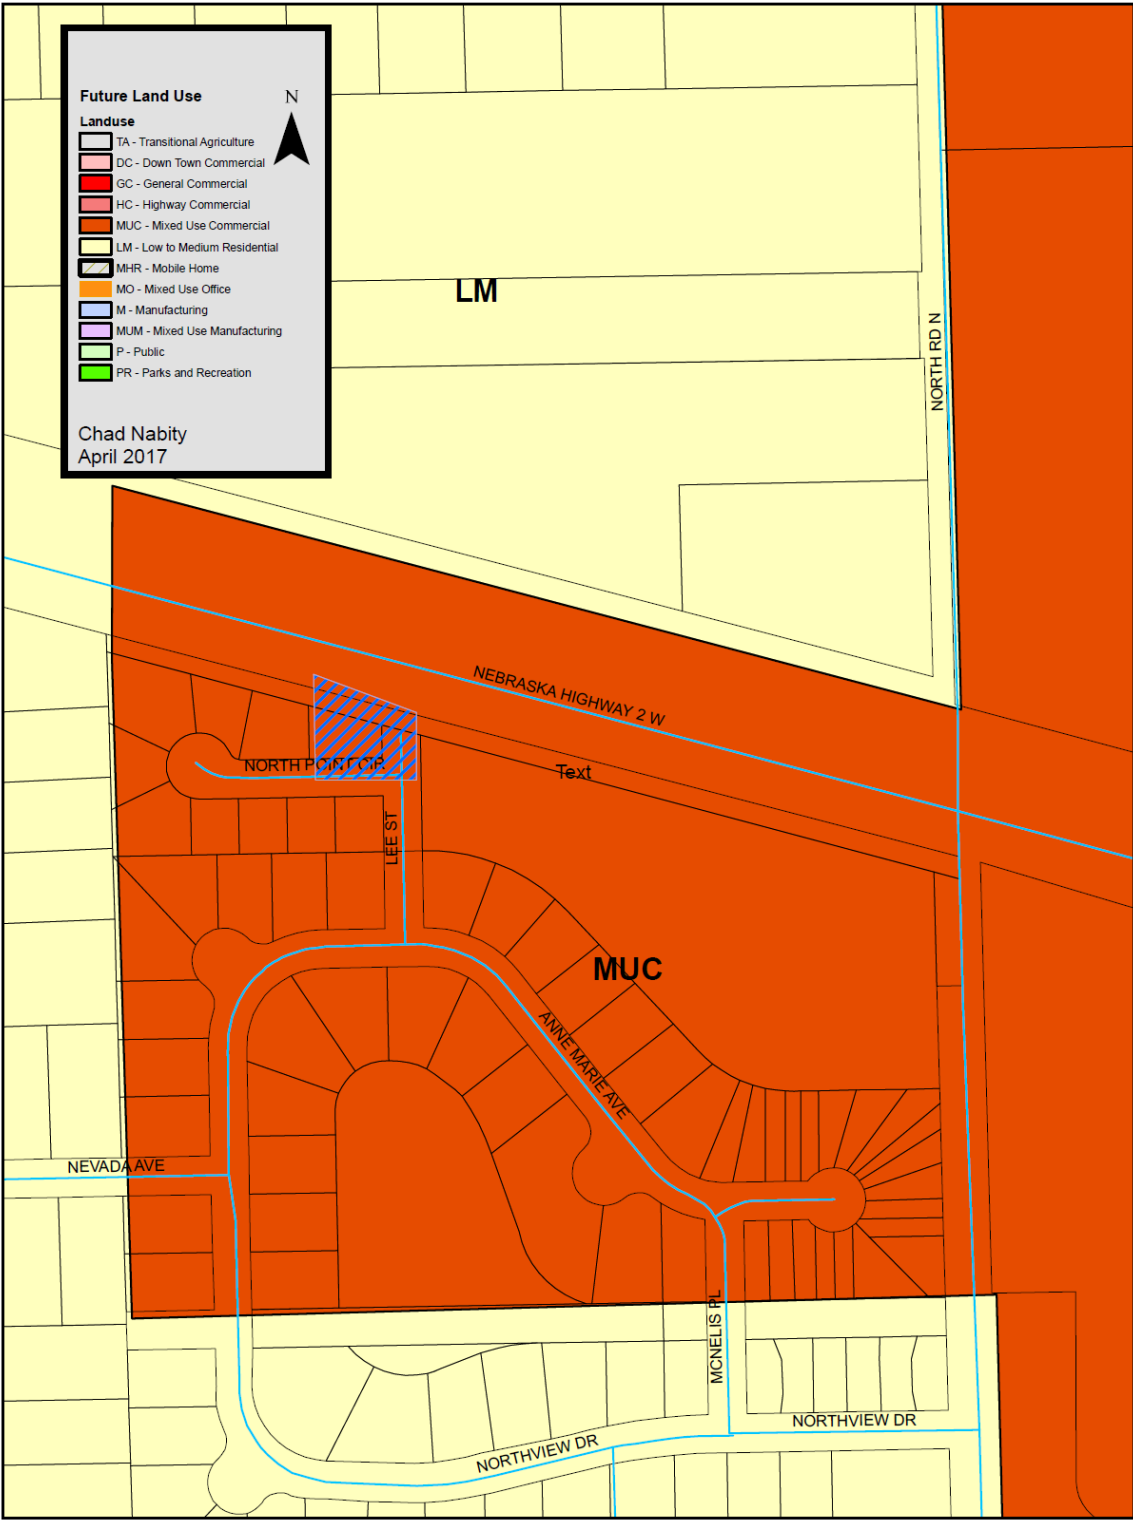 Future Land Use
N
Landuse
TA - Transitional Agriculture
DC - Down Town Commercial
GC - General Commercial
HC - Highway Commercial
MUC - Mixed Use Commercial
LM - Low to Medium Residential
MHR - Mobile Home
MO - Mixed Use Office
M - Manufacturing
MUM - Mixed Use Manufacturing
P - Public
PR - Parks and Recreation
Chad Nabity
April 2017
LM
NORTH RD N
NEBRASKA HIGHWAY 2 W
NORTH POINT CIR
Text
LEE ST
MUC
ANNE MARIE AVE
NEVADA AVE
MCNELIS PL
NORTHVIEW DR
NORTHVIEW DR